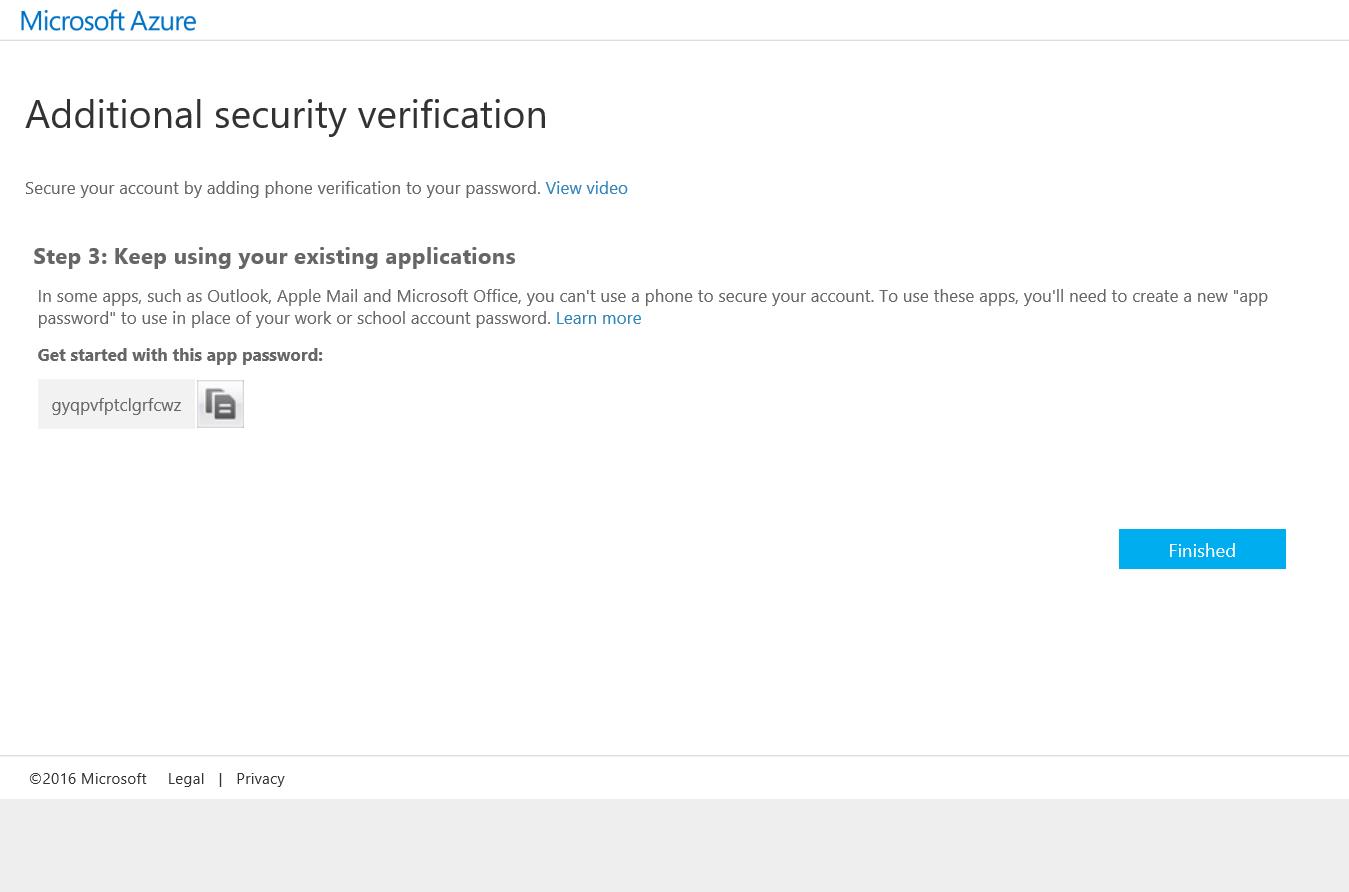 Microsoft Azure
Additional security verification
Secure your account by adding phone verification to your password. View video
Step 3: Keep using your existing applications
In some apps, such as Outlook, Apple Mail and Microsoft Office, you can't use a phone to secure your account. To use these apps, you'll need to create a new "app
password" to use in place of your work or school account password. Learn more
Get started with this app password:
gyqpvfptclgrfcwz
Finished
©2016 Microsoft Legal | Privacy